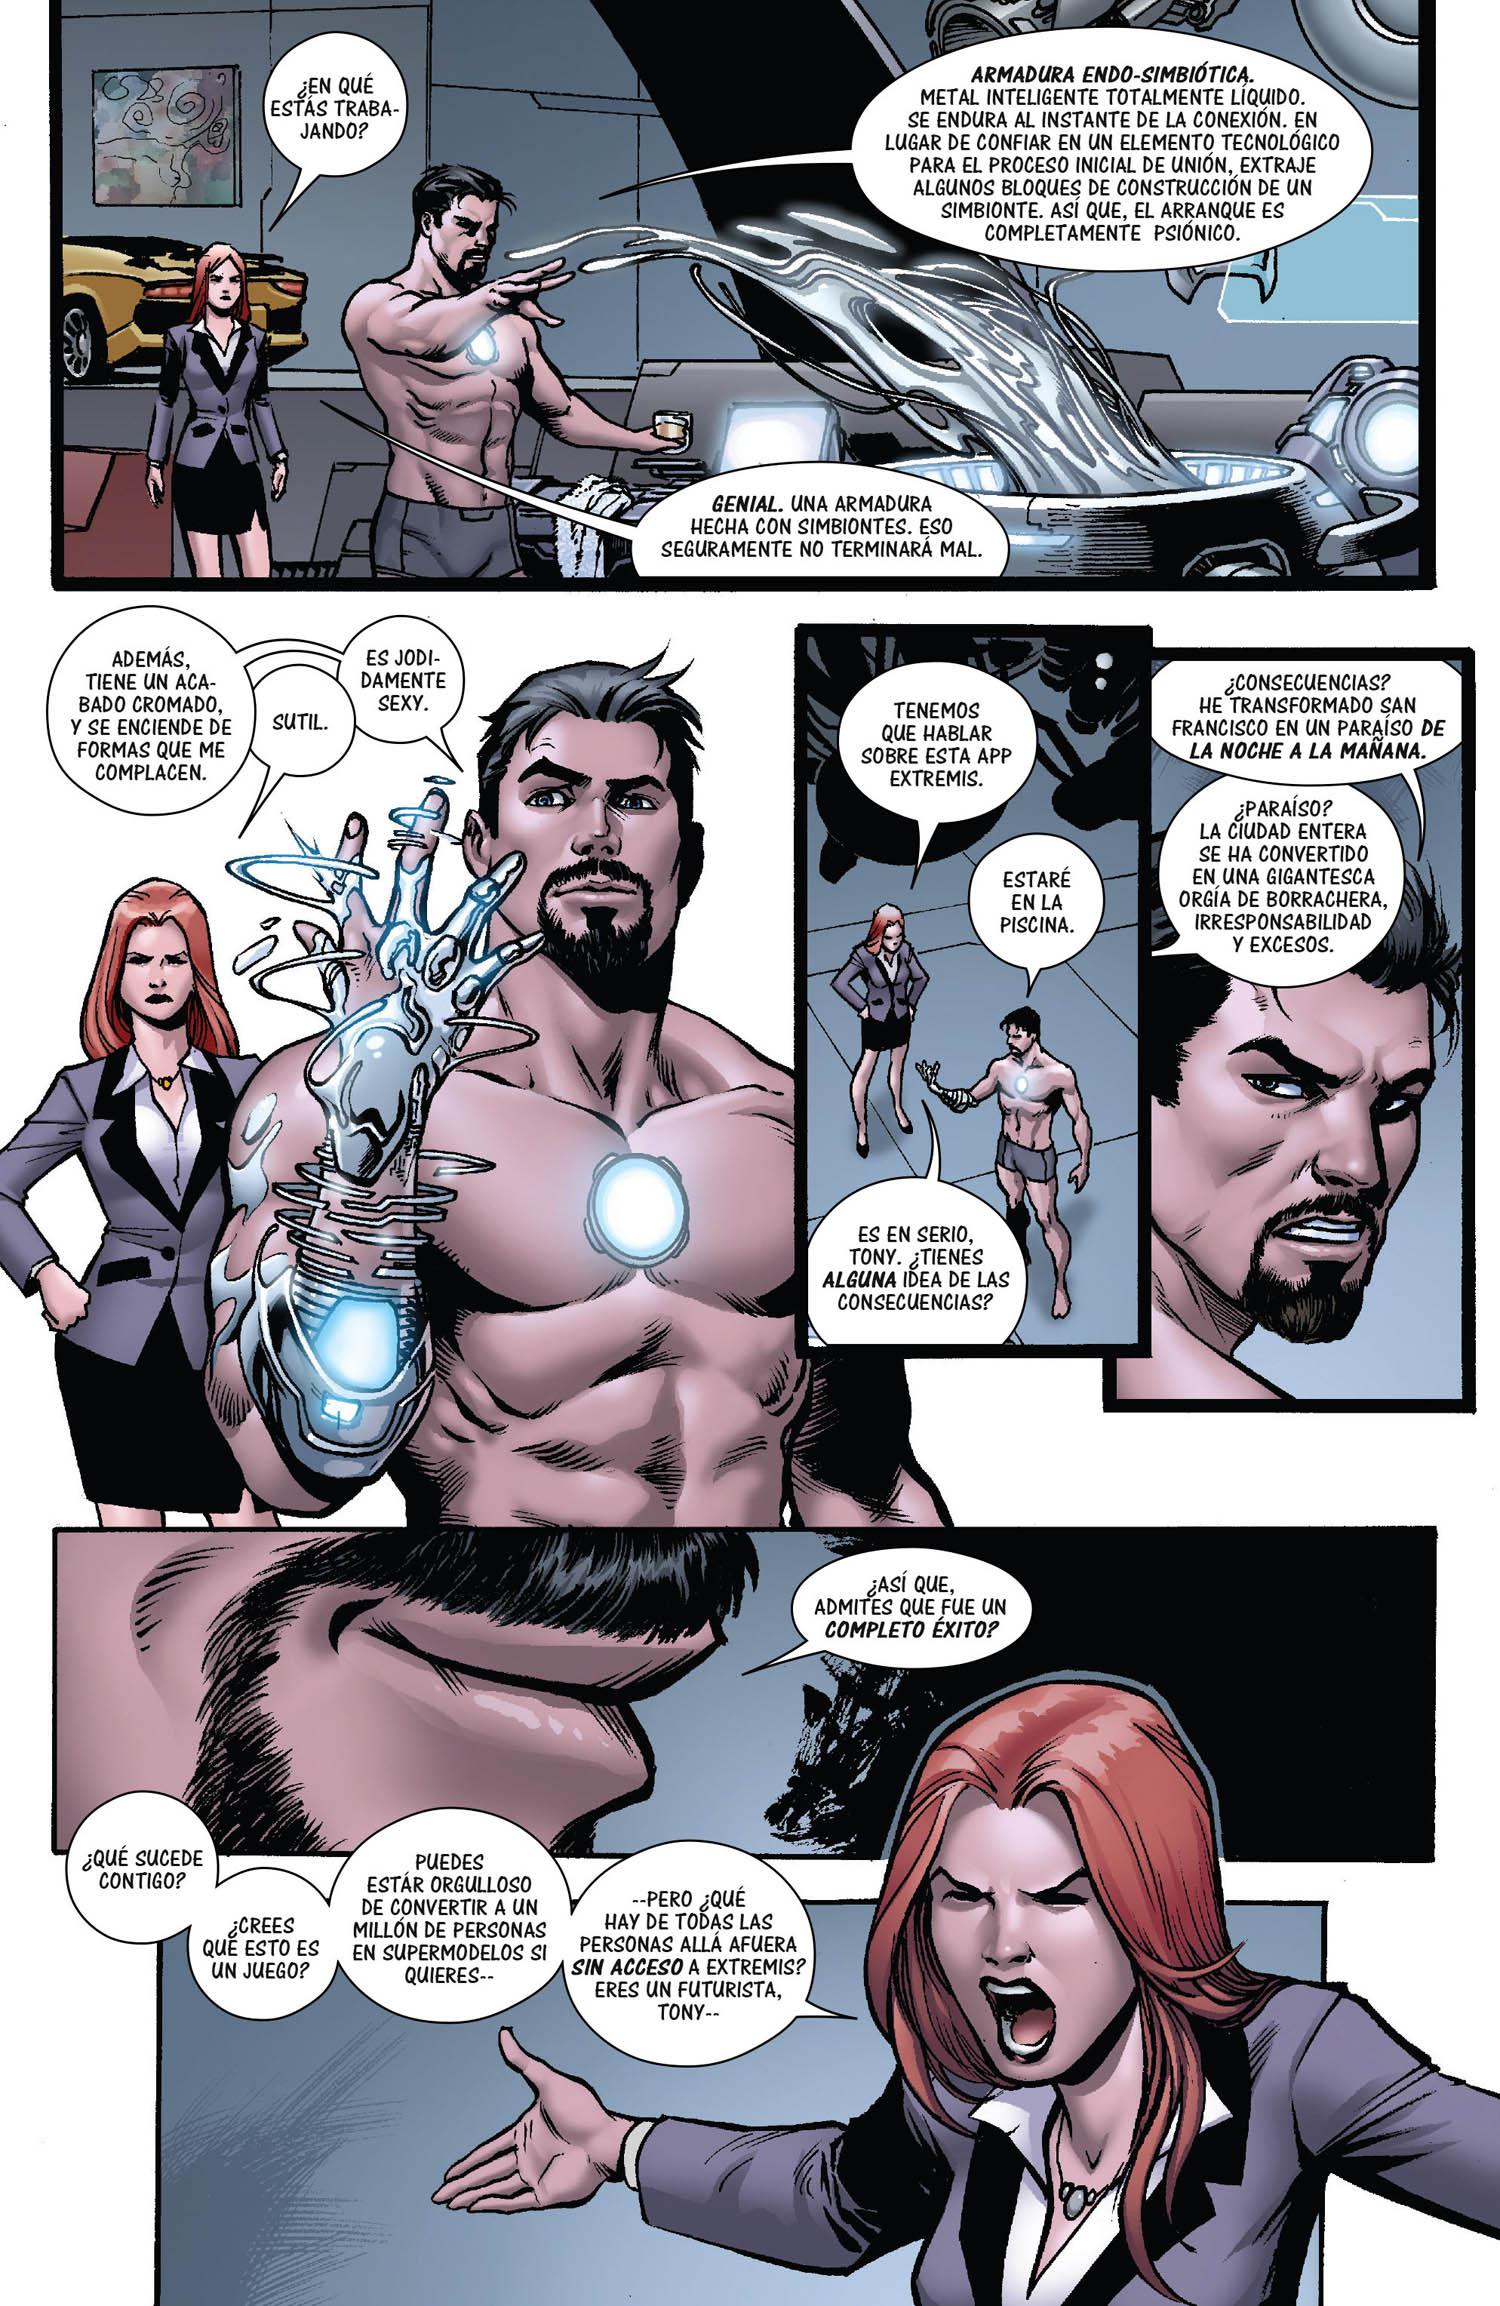 ¿EN QUÉ
ESTÁS TRABA-
JANDO?
ARMADURA ENDO-SIMBIÓTICA.
METAL INTELIGENTE TOTALMENTE LÍQUIDO.
SE ENDURA AL INSTANTE DE LA CONEXIÓN. EN
LUGAR DE CONFIAR EN UN ELEMENTO TECNOLÓGICO
PARA EL PROCESO INICIAL DE UNIÓN, EXTRAJE
ALGUNOS BLOQUES DE CONSTRUCCIÓN DE UN
SIMBIONTE. ASÍ QUE, EL ARRANQUE ES
COMPLETAMENTE PSIÓNICO.
GENIAL. UNA ARMADURA
HECHA CON SIMBIONTES. ESO
SEGURAMENTE NO TERMINARÁ MAL.
ADEMÁS,
TIENE UN ACA-
BADO CROMADO,
Y SE ENCIENDE DE
FORMAS QUE ME
COMPLACEN.
SUTIL.
ES JODI-
DAMENTE
SEXY.
TENEMOS
QUE HABLAR
SOBRE ESTA APP
EXTREMIS.
ESTARÉ
EN LA
PISCINA.
ES EN SERIO,
TONY. ¿TIENES
ALGUNA IDEA DE LAS
CONSECUENCIAS?
¿CONSECUENCIAS?
HE TRANSFORMADO SAN
FRANCISCO EN UN PARAÍSO DE
LA NOCHE A LA MAÑANA.
¿PARAÍSO?
LA CIUDAD ENTERA
SE HA CONVERTIDO
EN UNA GIGANTESCA
ORGÍA DE BORRACHERA,
IRRESPONSABILIDAD
Y EXCESOS.
¿ASÍ QUE,
ADMITES QUE FUE UN
COMPLETO ÉXITO?
¿QUÉ SUCEDE
CONTIGO?
¿CREES
QUE ESTO ES
UN JUEGO?
PUEDES
ESTÁR ORGULLOSO
DE CONVERTIR A UN
MILLÓN DE PERSONAS
EN SUPERMODELOS SI
QUIERES--
--PERO ¿QUÉ
HAY DE TODAS LAS
PERSONAS ALLÁ AFUERA
SIN ACCESO A EXTREMIS?
ERES UN FUTURISTA,
TONY--